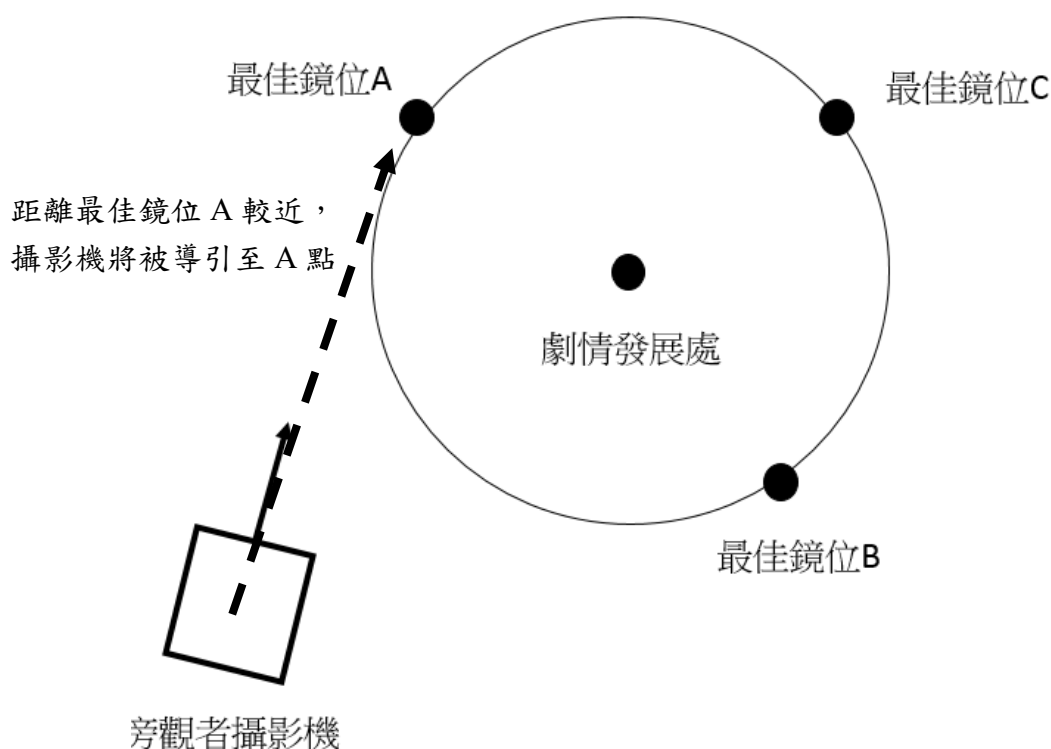 最佳鏡位A
最佳鏡位C
距離最佳鏡位 A 較近，
攝影機將被導引至 A 點
劇情發展處
最佳鏡位B
旁觀者攝影機